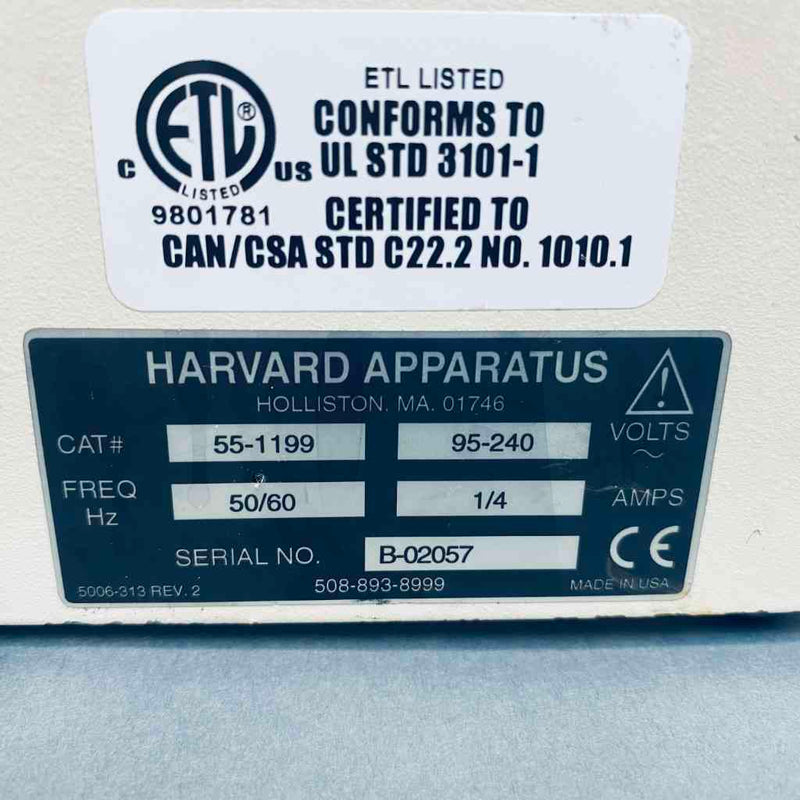 ETL LISTED
CONFORMS TO
UL STD 3101-1
C ETL® US
LISTED
9801781
CERTIFIED TO
CAN/CSA STD C22.2 NO. 1010.1
HARVARD APPARATUS
HOLLISTON. MA. 01746
CAT# 55-1199 95-240 VOLTS ~
FREQ Hz 50/60 1/4 AMPS
SERIAL NO. B-02057 CE
5006-313 REV. 2 508-893-8999 MADE IN USA